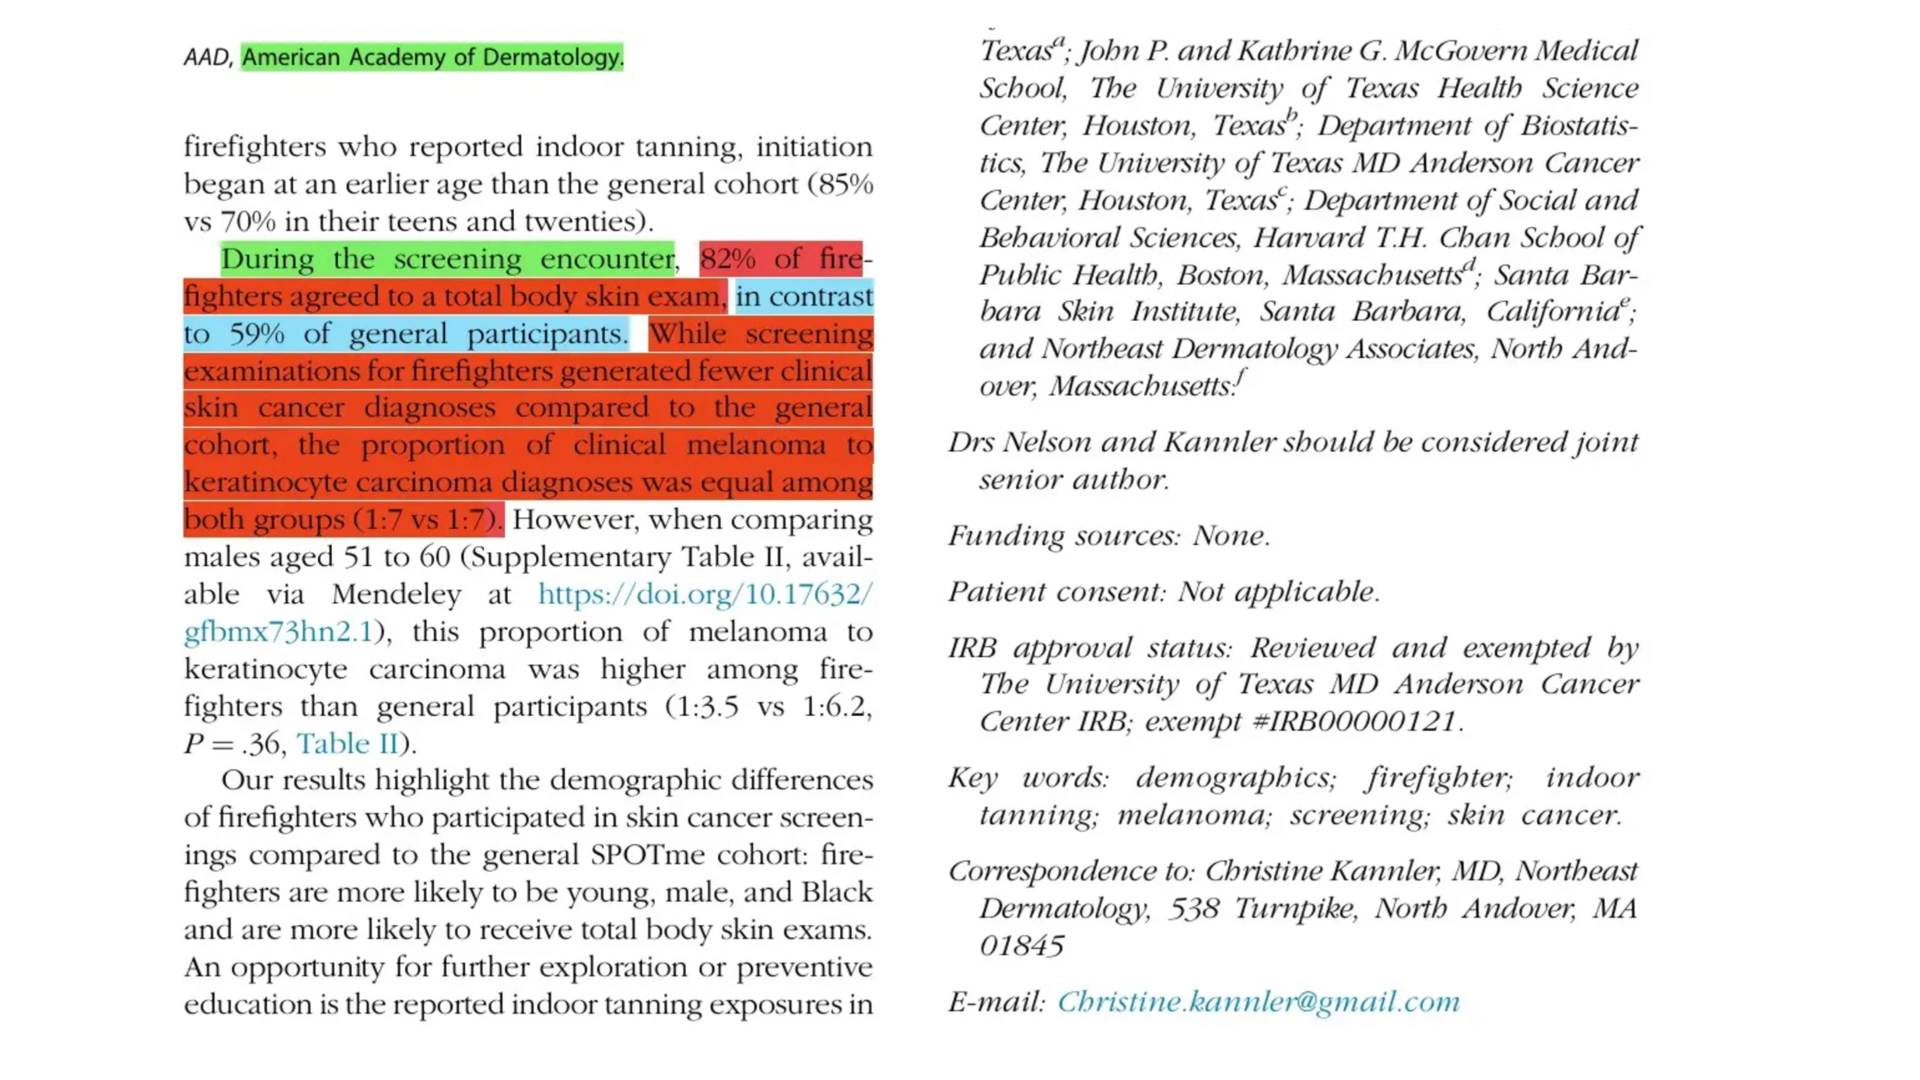 AAD, American Academy of Dermatology.
firefighters who reported indoor tanning, initiation
began at an earlier age than the general cohort (85%
vs 70% in their teens and twenties).
During the screening encounter, 82% of fire-
fighters agreed to a total body skin exam, in contrast
to 59% of general participants. While screening
examinations for firefighters generated fewer clinical
skin cancer diagnoses compared to the general
cohort, the proportion of clinical melanoma to
keratinocyte carcinoma diagnoses was equal among
both groups (1:7 vs 1:7). However, when comparing
males aged 51 to 60 (Supplementary Table II, avail-
able via Mendeley at https://doi.org/10.17632/
gfbmx73hn2.1), this proportion of melanoma to
keratinocyte carcinoma was higher among fire-
fighters than general participants (1:3.5 vs 1:6.2,
P = .36, Table II).
Our results highlight the demographic differences
of firefighters who participated in skin cancer screen-
ings compared to the general SPOTme cohort: fire-
fighters are more likely to be young, male, and Black
and are more likely to receive total body skin exams.
An opportunity for further exploration or preventive
education is the reported indoor tanning exposures in
Texasa; John P. and Kathrine G. McGovern Medical
School, The University of Texas Health Science
Center, Houston, Texasb; Department of Biostatis-
tics, The University of Texas MD Anderson Cancer
Center, Houston, Texasc; Department of Social and
Behavioral Sciences, Harvard T.H. Chan School of
Public Health, Boston, Massachusettsd; Santa Bar-
bara Skin Institute, Santa Barbara, Californiae;
and Northeast Dermatology Associates, North And-
over, Massachusetts.f
Drs Nelson and Kannler should be considered joint
senior author.
Funding sources: None.
Patient consent: Not applicable.
IRB approval status: Reviewed and exempted by
The University of Texas MD Anderson Cancer
Center IRB; exempt #IRB00000121.
Key words: demographics; firefighter; indoor
tanning; melanoma; screening; skin cancer.
Correspondence to: Christine Kannler, MD, Northeast
Dermatology, 538 Turnpike, North Andover, MA
01845
E-mail: Christine.kannler@gmail.com